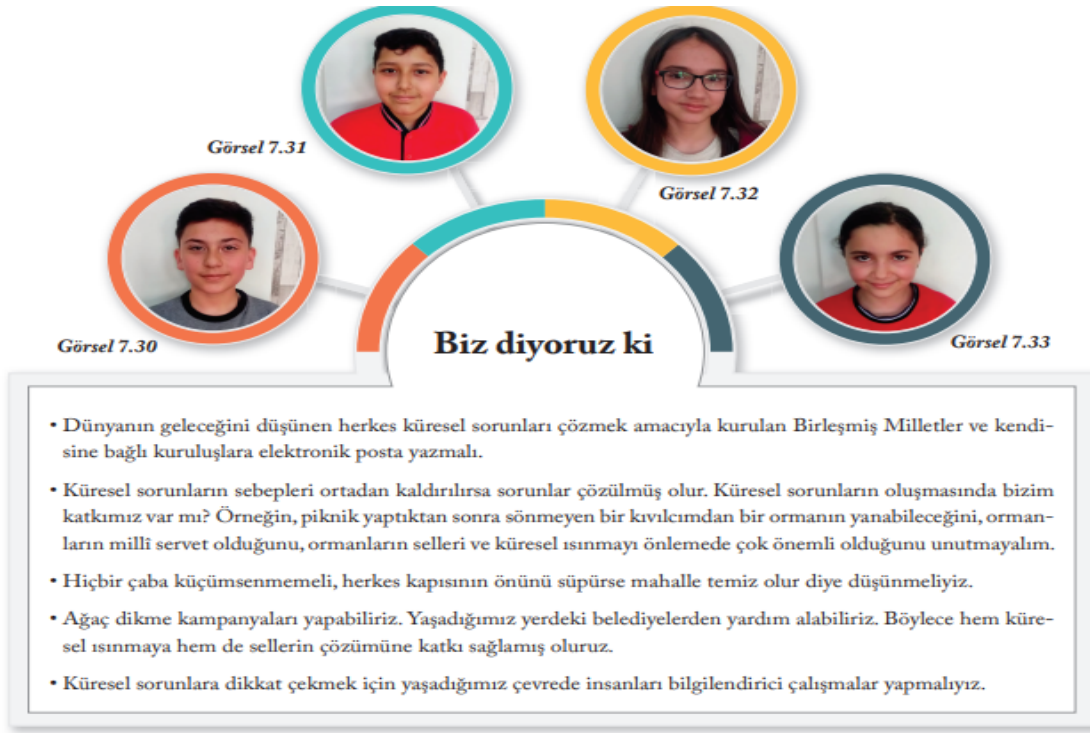 Görsel 7.31
Görsel 7.32
Görsel 7.30
Görsel 7.33
Biz diyoruz ki
• Dünyanın geleceğini düşünen herkes küresel sorunları çözmek amacıyla kurulan Birleşmiş Milletler ve kendi-
sine bağlı kuruluşlara elektronik posta yazmalı.
• Küresel sorunların sebepleri ortadan kaldırılırsa sorunlar çözülmüş olur. Küresel sorunların oluşmasında bizim
katkımız var mı? Örneğin, piknik yaptıktan sonra sönmeyen bir kıvılcımdan bir ormanın yanabileceğini, orman-
ların millî servet olduğunu, ormanların selleri ve küresel ısınmayı önlemede çok önemli olduğunu unutmayalım.
• Hiçbir çaba küçümsenmemeli, herkes kapısının önünü süpürse mahalle temiz olur diye düşünmeliyiz.
• Ağaç dikme kampanyaları yapabiliriz. Yaşadığımız yerdeki belediyelerden yardım alabiliriz. Böylece hem küre-
sel ısınmaya hem de sellerin çözümüne katkı sağlamış oluruz.
• Küresel sorunlara dikkat çekmek için yaşadığımız çevrede insanları bilgilendirici çalışmalar yapmalıyız.